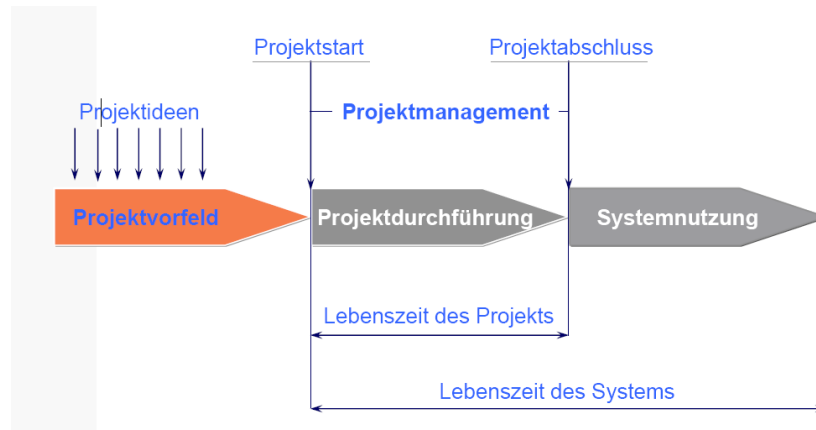 Projektstart
Projektabschluss
Projektideen
Projektmanagement
Projektvorfeld
Projektdurchführung
Systemnutzung
Lebenszeit des Projekts
Lebenszeit des Systems